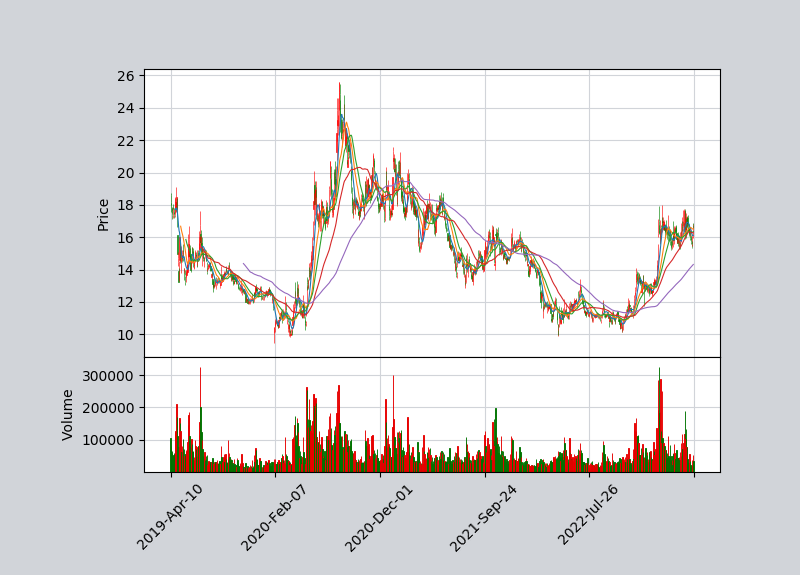 26
24
22
20
18
16
14
12
10
Price
300000
200000
100000
Volume
2019-Apr-10
2020-Feb-07
2020-Dec-01
2021-Sep-24
2022-Jul-26